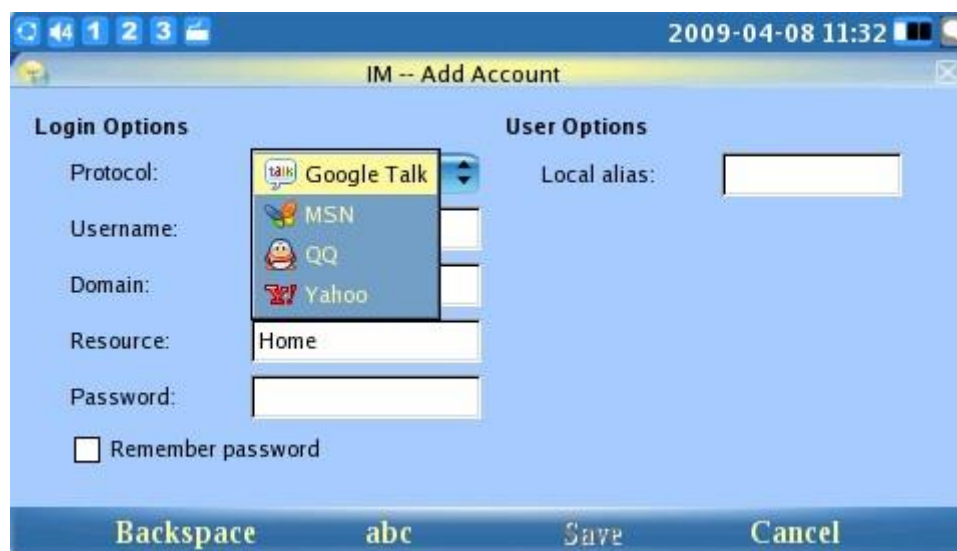 1 2 3 2009-04-08 11:32
IM -- Add Account
Login Options
Protocol:
talk Google Talk
MSN
QQ
Y! Yahoo
Username:
Domain:
Resource: Home
Password:
Remember password
User Options
Local alias:
Backspace abc Save Cancel